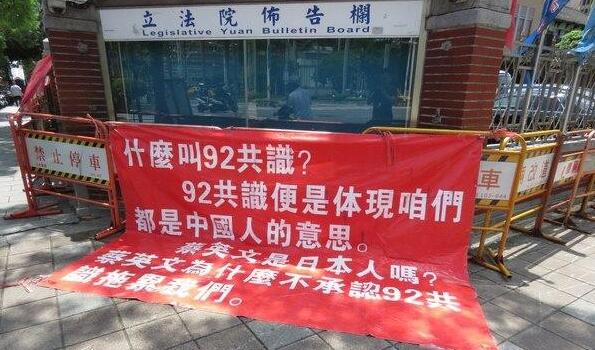 立法院佈告欄
Legislative Yuan Bulletin Board
禁止停車
什麼叫92共識？
92共識便是体現咱們
都是中國人的意思。
蔡英文是日本人嗎？
蔡英文為什麼不承認92共
識拖累我們。
車
改道